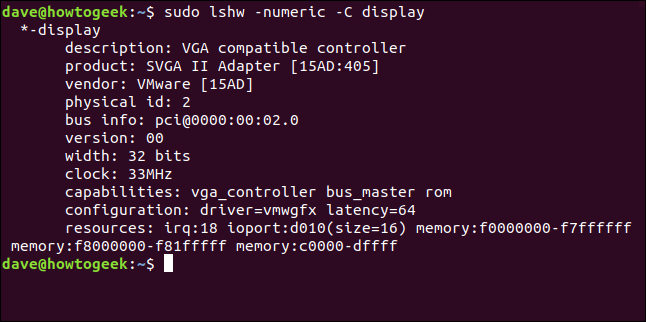 dave@howtogeek:~$ sudo lshw -numeric -C display
*-display
description: VGA compatible controller
product: SVGA II Adapter [15AD:405]
vendor: VMware [15AD]
physical id: 2
bus info: pci@0000:00:02.0
version: 00
width: 32 bits
clock: 33MHz
capabilities: vga_controller bus_master rom
configuration: driver=vmwgfx latency=64
resources: irq:18 ioport:d010(size=16) memory:f0000000-f7ffffff
memory:f8000000-f81fffff memory:c0000-dffff
dave@howtogeek:~$